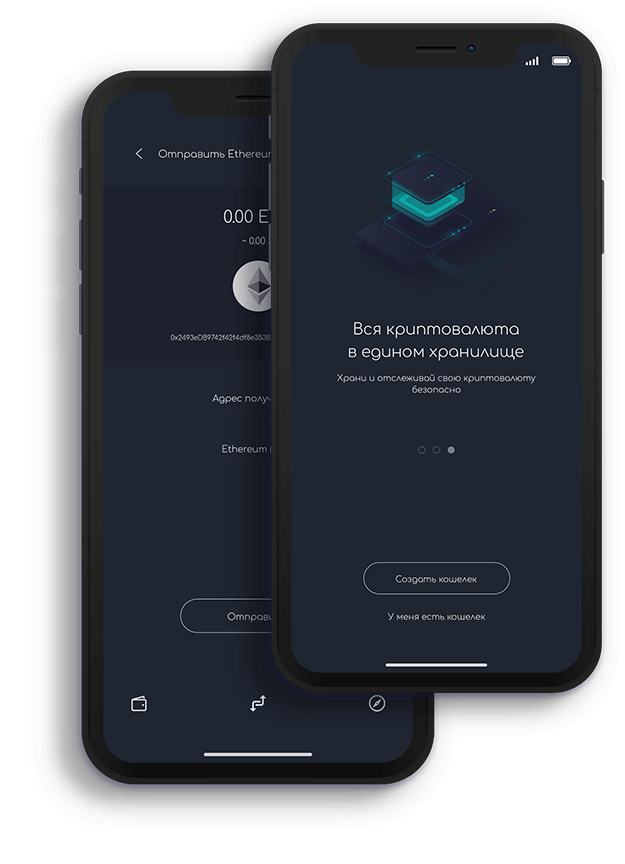 Отправить Ethereum
0.00 E
~ 0.00
0x2493eDB9742f42f4df8e353B
Адрес получ
Ethereum
Отправи
Вся криптовалюта
в едином хранилище
Храни и отслеживай свою криптовалюту
безопасно
Создать кошелек
У меня есть кошелек